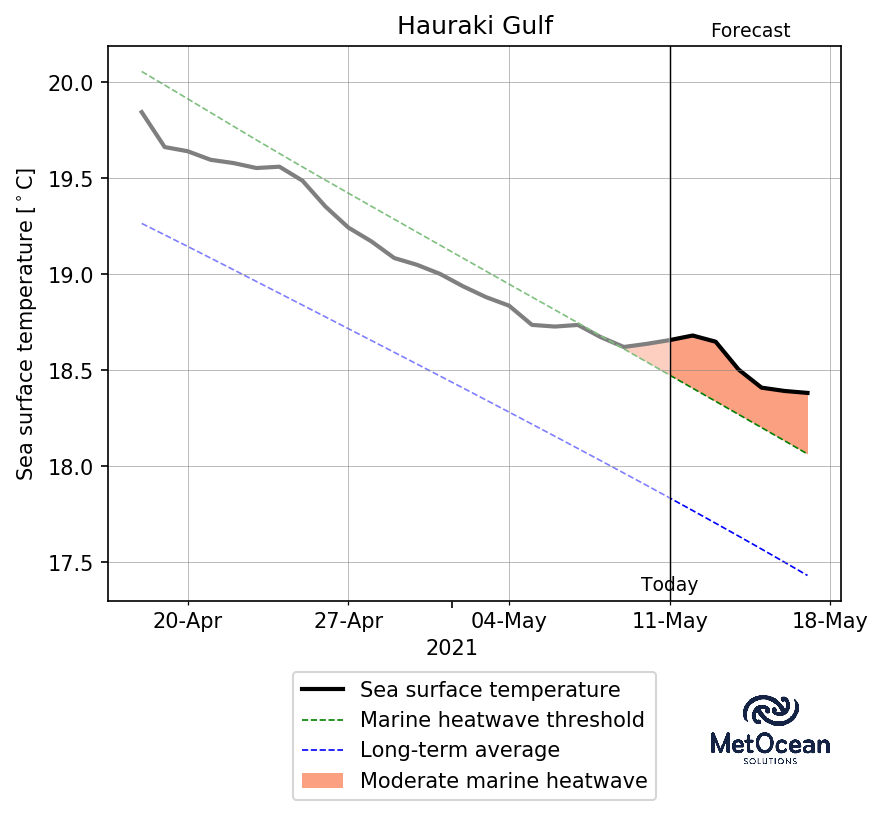 Hauraki Gulf
Forecast
Sea surface temperature [°C]
20.0
19.5
19.0
18.5
18.0
17.5
Today
20-Apr 27-Apr 04-May 11-May 18-May
2021
Sea surface temperature
Marine heatwave threshold
Long-term average
Moderate marine heatwave
MetOcean
SOLUTIONS